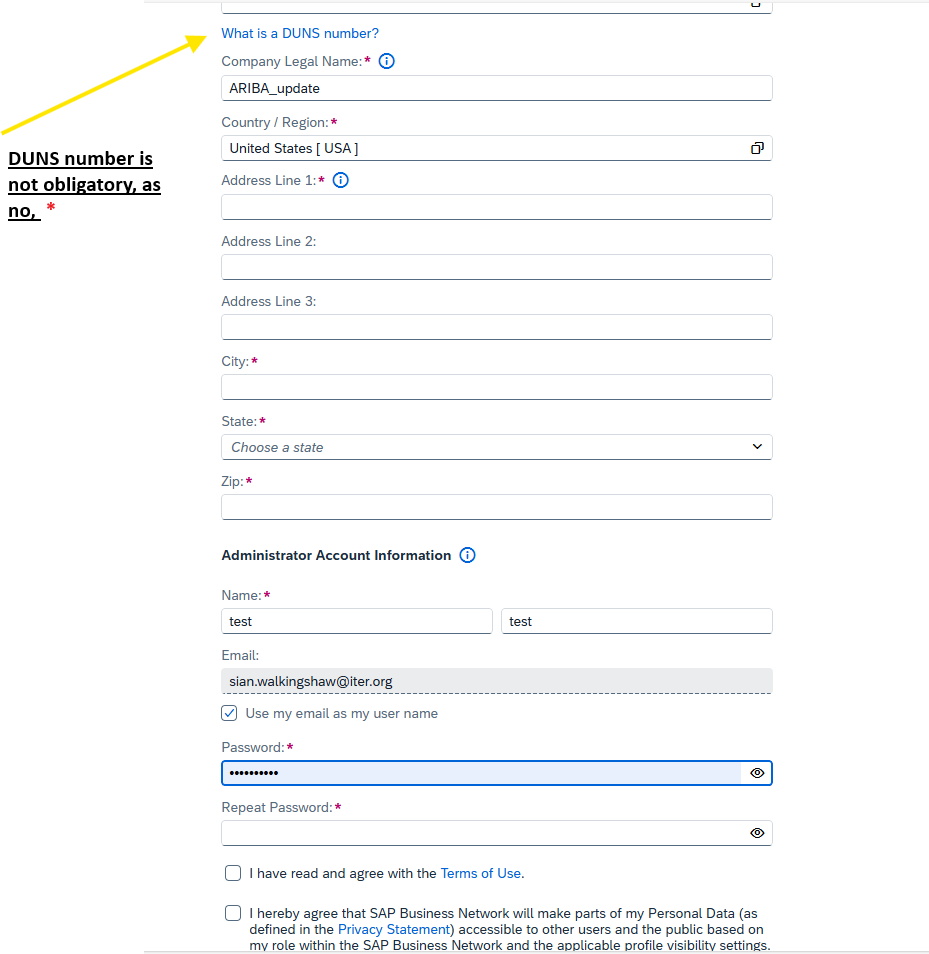 What is a DUNS number?
Company Legal Name:*
ARIBA_update
Country / Region:*
United States [ USA ]
DUNS number is
not obligatory, as
no, *
Address Line 1:*
Address Line 2:
Address Line 3:
City:*
State:*
Choose a state
Zip:*
Administrator Account Information
Name:*
test test
Email:
sian.walkingshaw@iter.org
Use my email as my user name
Password:*
••••••••••
Repeat Password:*
I have read and agree with the Terms of Use.
I hereby agree that SAP Business Network will make parts of my Personal Data (as
defined in the Privacy Statement) accessible to other users and the public based on
my role within the SAP Business Network and the applicable profile visibility settings.